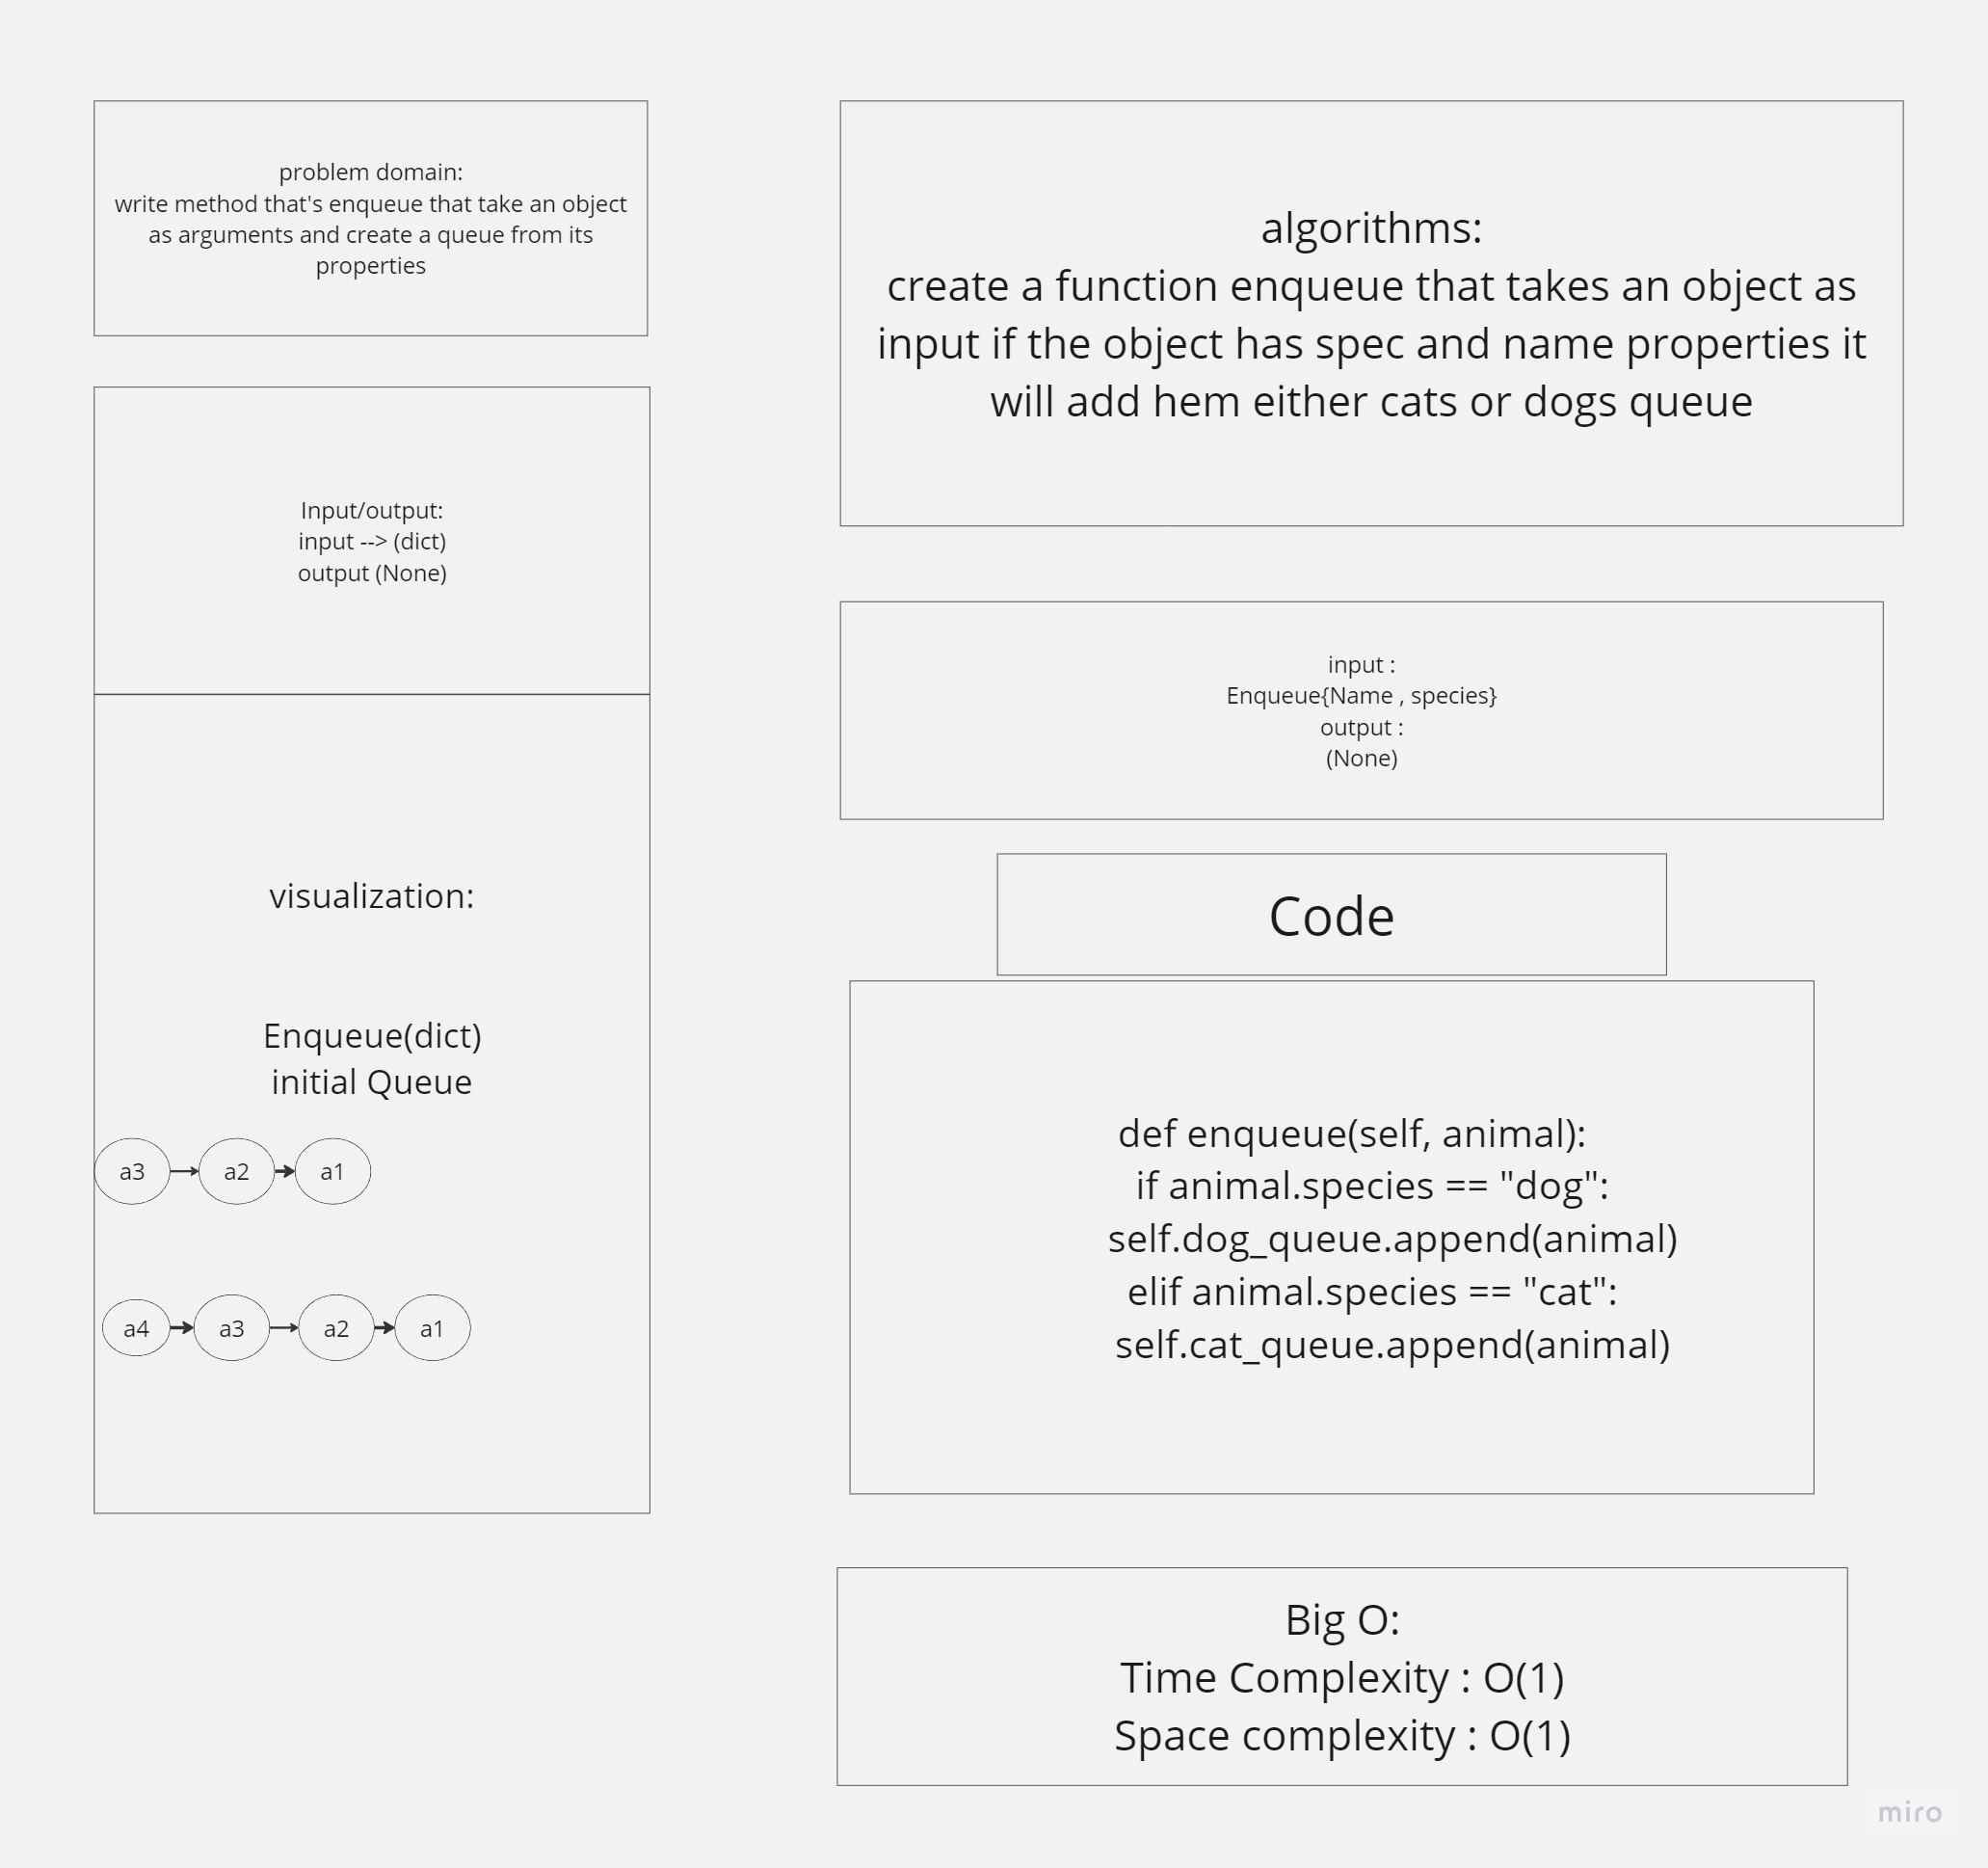 problem domain:
write method that's enqueue that take an object
as arguments and create a queue from its
properties
Input/output:
input --> (dict)
output (None)
visualization:
Enqueue(dict)
initial Queue
a3 a2 a1
a4 a3 a2 a1
algorithms:
create a function enqueue that takes an object as
input if the object has spec and name properties it
will add hem either cats or dogs queue
input :
Enqueue{Name , species}
output :
(None)
Code
def enqueue(self, animal):
if animal.species == "dog":
self.dog_queue.append(animal)
elif animal.species == "cat":
self.cat_queue.append(animal)
Big O:
Time Complexity : O(1)
Space complexity : O(1)
miro